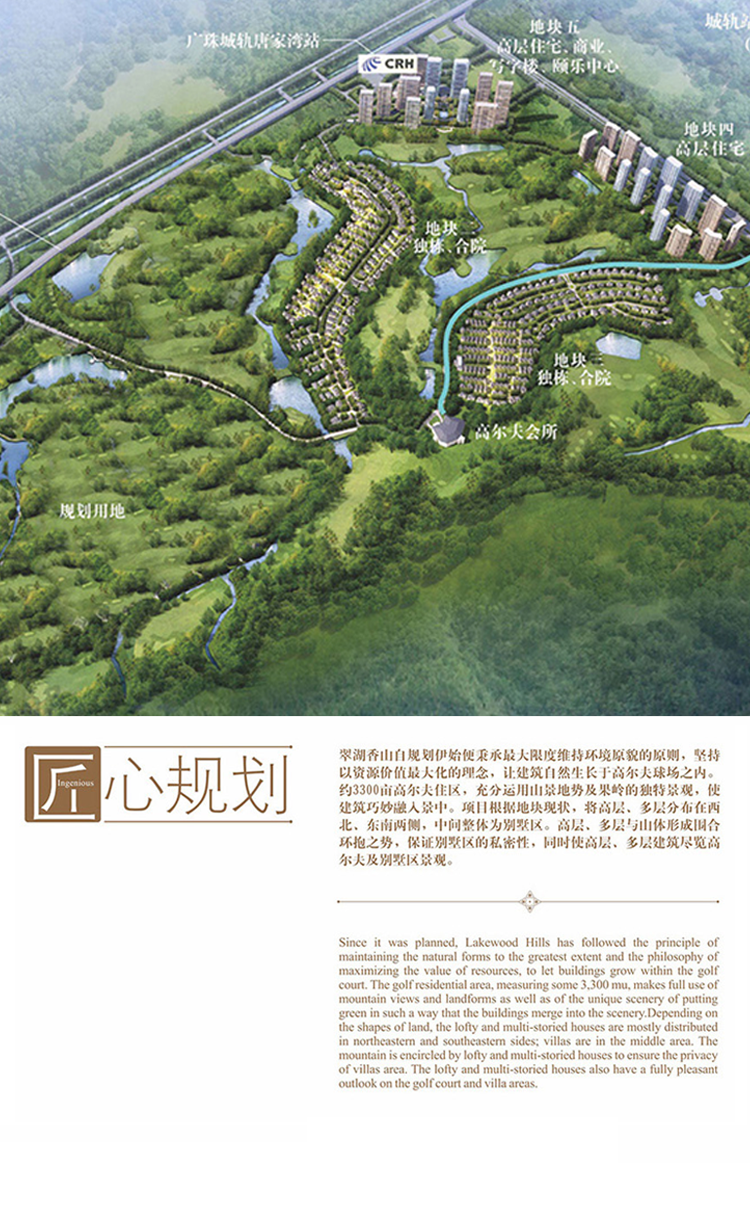 广珠城轨唐家湾站
CRH
地块五
高层住宅、商业、
写字楼、颐乐中心
城轨
地块四
高层住宅
地块二
独栋、合院
地块三
独栋、合院
高尔夫会所
规划用地
匠心规划
Ingenious
翠湖香山自规划伊始便秉承最大限度维持环境原貌的原则，坚持
以资源价值最大化的理念，让建筑自然生长于高尔夫球场之内。
约3300亩高尔夫住区，充分运用山景地势及果岭的独特景观，使
建筑巧妙融入景中。项目根据地块现状，将高层、多层分布在西
北、东南两侧，中间整体为别墅区。高层、多层与山体形成围合
环抱之势，保证别墅区的私密性，同时使高层、多层建筑尽览高
尔夫及别墅区景观。
Since it was planned, Lakewood Hills has followed the principle of
maintaining the natural forms to the greatest extent and the philosophy of
maximizing the value of resources, to let buildings grow within the golf
court. The golf residential area, measuring some 3,300 mu, makes full use of
mountain views and landforms as well as of the unique scenery of putting
green in such a way that the buildings merge into the scenery.Depending on
the shapes of land, the lofty and multi-storied houses are mostly distributed
in northeastern and southeastern sides; villas are in the middle area. The
mountain is encircled by lofty and multi-storied houses to ensure the privacy
of villas area. The lofty and multi-storied houses also have a fully pleasant
outlook on the golf court and villa areas.